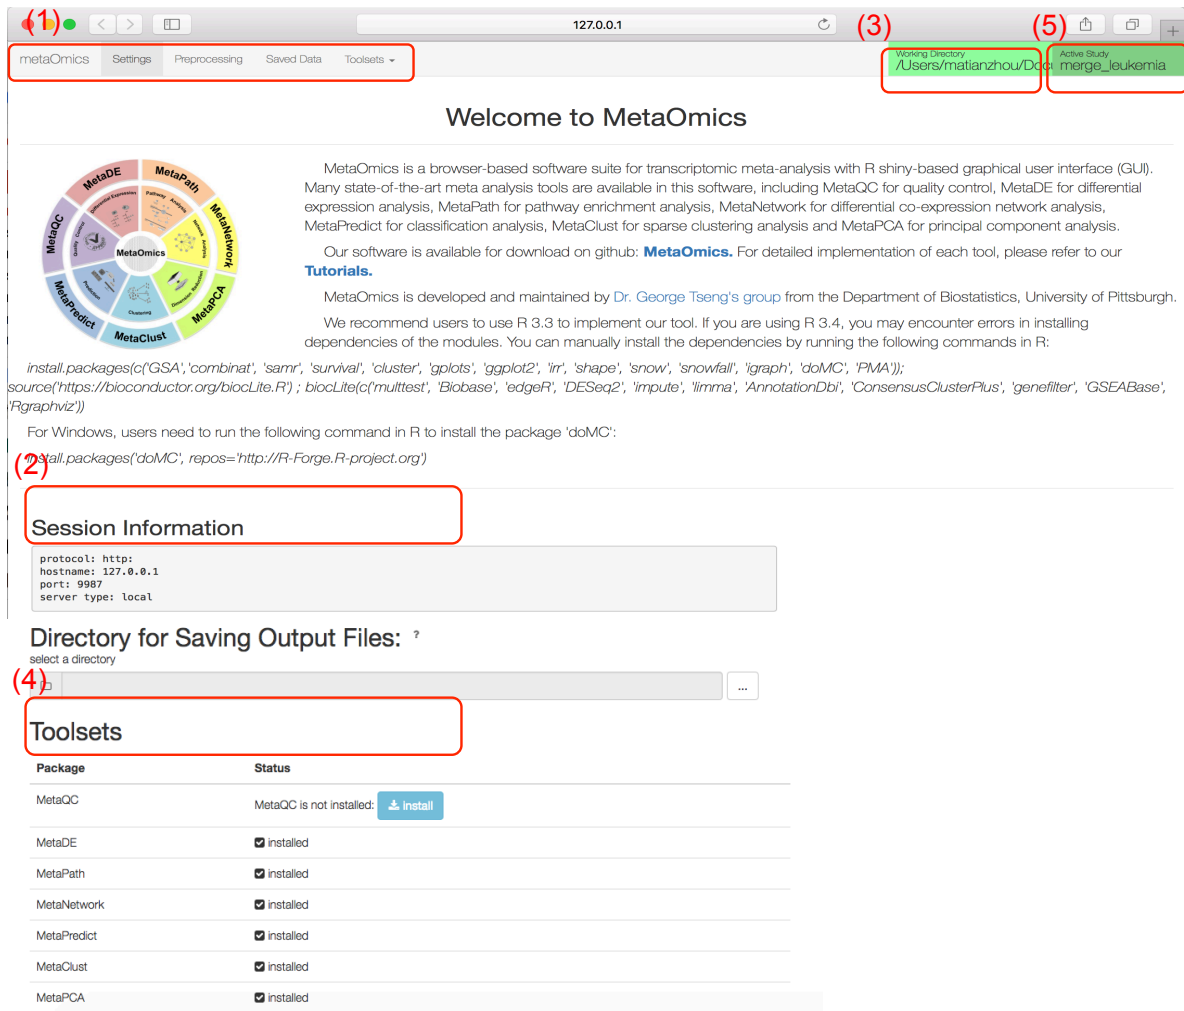 (1)
127.0.0.1
(3)
(5)
metaOmics Settings Preprocessing Saved Data Toolsets
Working Directory
/Users/matianzhou/Docu
Active Study
merge_leukemia
Welcome to MetaOmics
MetaDE
MetaPath
MetaNetwork
MetaPCA
MetaClust
MetaPredict
MetaQC
Differential Expression
Pathway Analysis
Network Analysis
Dimension Reduction
Clustering
Prediction
Quality Control
MetaOmics
MetaOmics is a browser-based software suite for transcriptomic meta-analysis with R shiny-based graphical user interface (GUI).
Many state-of-the-art meta analysis tools are available in this software, including MetaQC for quality control, MetaDE for differential
expression analysis, MetaPath for pathway enrichment analysis, MetaNetwork for differential co-expression network analysis,
MetaPredict for classification analysis, MetaClust for sparse clustering analysis and MetaPCA for principal component analysis.
Our software is available for download on github: MetaOmics. For detailed implementation of each tool, please refer to our
Tutorials.
MetaOmics is developed and maintained by Dr. George Tseng's group from the Department of Biostatistics, University of Pittsburgh.
We recommend users to use R 3.3 to implement our tool. If you are using R 3.4, you may encounter errors in installing
dependencies of the modules. You can manually install the dependencies by running the following commands in R:
install.packages(c('GSA','combinat', 'samr', 'survival', 'cluster', 'gplots', 'ggplot2', 'irr', 'shape', 'snow', 'snowfall', 'igraph', 'doMC', 'PMA'));
source('https://bioconductor.org/biocLite.R') ; biocLite(c('multtest', 'Biobase', 'edgeR', 'DESeq2', 'impute', 'limma', 'AnnotationDbi', 'ConsensusClusterPlus', 'genefilter', 'GSEABase',
'Rgraphviz'))
For Windows, users need to run the following command in R to install the package 'doMC':
install.packages('doMC', repos='http://R-Forge.R-project.org')
(2)
Session Information
protocol: http:
hostname: 127.0.0.1
port: 9987
server type: local
Directory for Saving Output Files: ?
select a directory
(4)
...
Toolsets
Package Status
MetaQC MetaQC is not installed: install
MetaDE installed
MetaPath installed
MetaNetwork installed
MetaPredict installed
MetaClust installed
MetaPCA installed